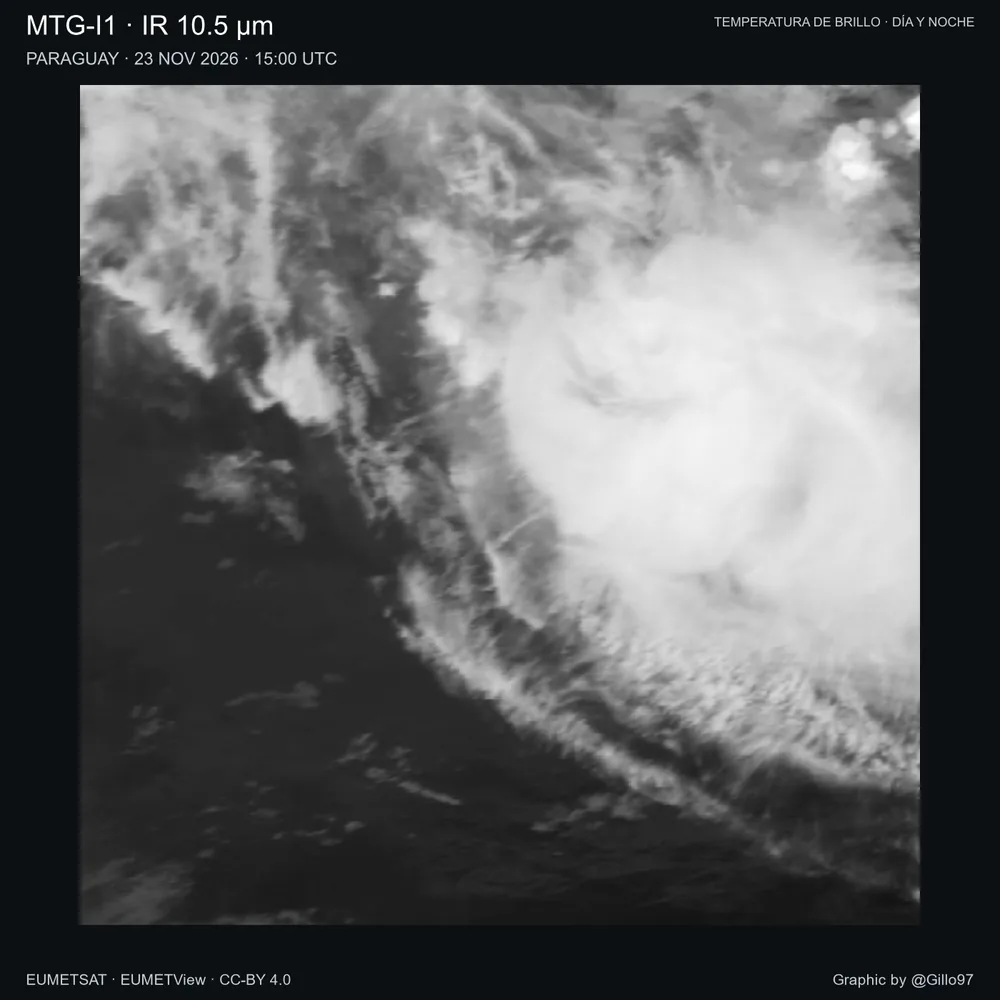 MTG-I1 · IR 10.5 µm
TEMPERATURA DE BRILLO · DÍA Y NOCHE
PARAGUAY · 23 NOV 2026 · 15:00 UTC
EUMETSAT · EUMETView · CC-BY 4.0
Graphic by @Gillo97